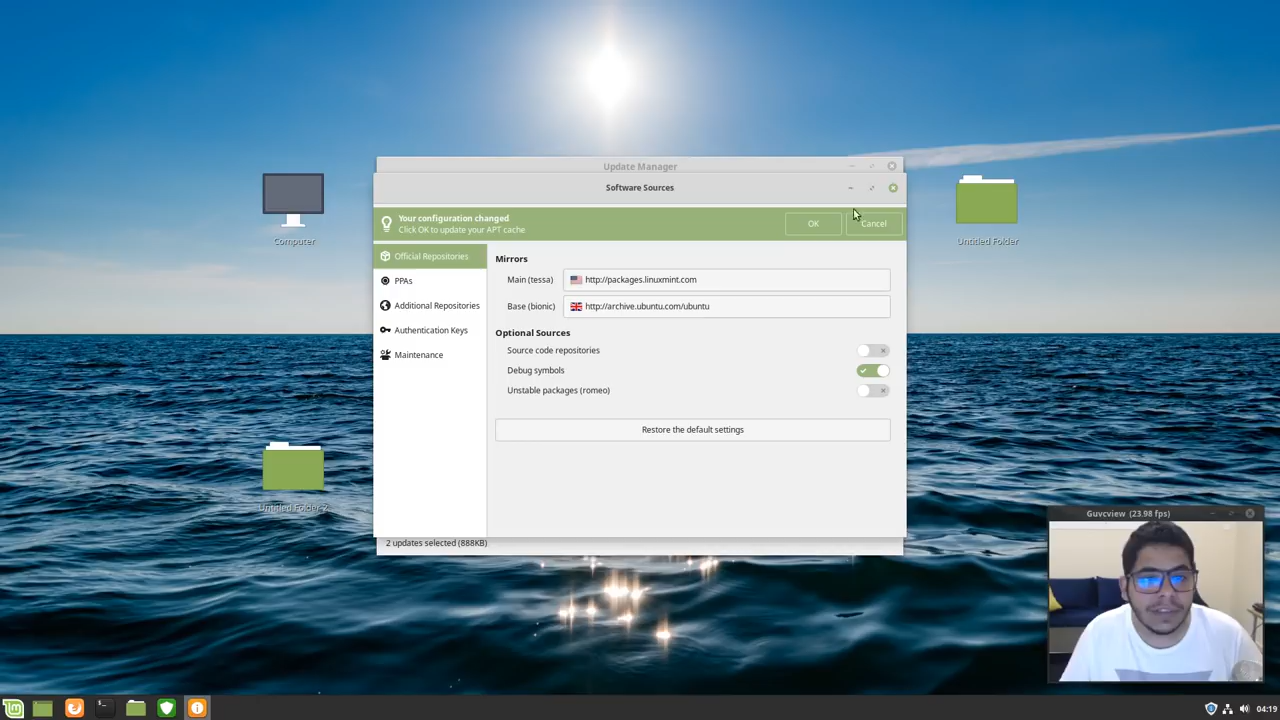 Update Manager
Software Sources
Your configuration changed
Click OK to update your APT cache
OK
Cancel
Official Repositories
PPAs
Additional Repositories
Authentication Keys
Maintenance
Mirrors
Main (tessa)
http://packages.linuxmint.com
Base (bionic)
http://archive.ubuntu.com/ubuntu
Optional Sources
Source code repositories
Debug symbols
Unstable packages (romeo)
Restore the default settings
2 updates selected (888KB)
Computer
Untitled Folder
Untitled Folder 2
Guvcview (23.98 fps)
04:19